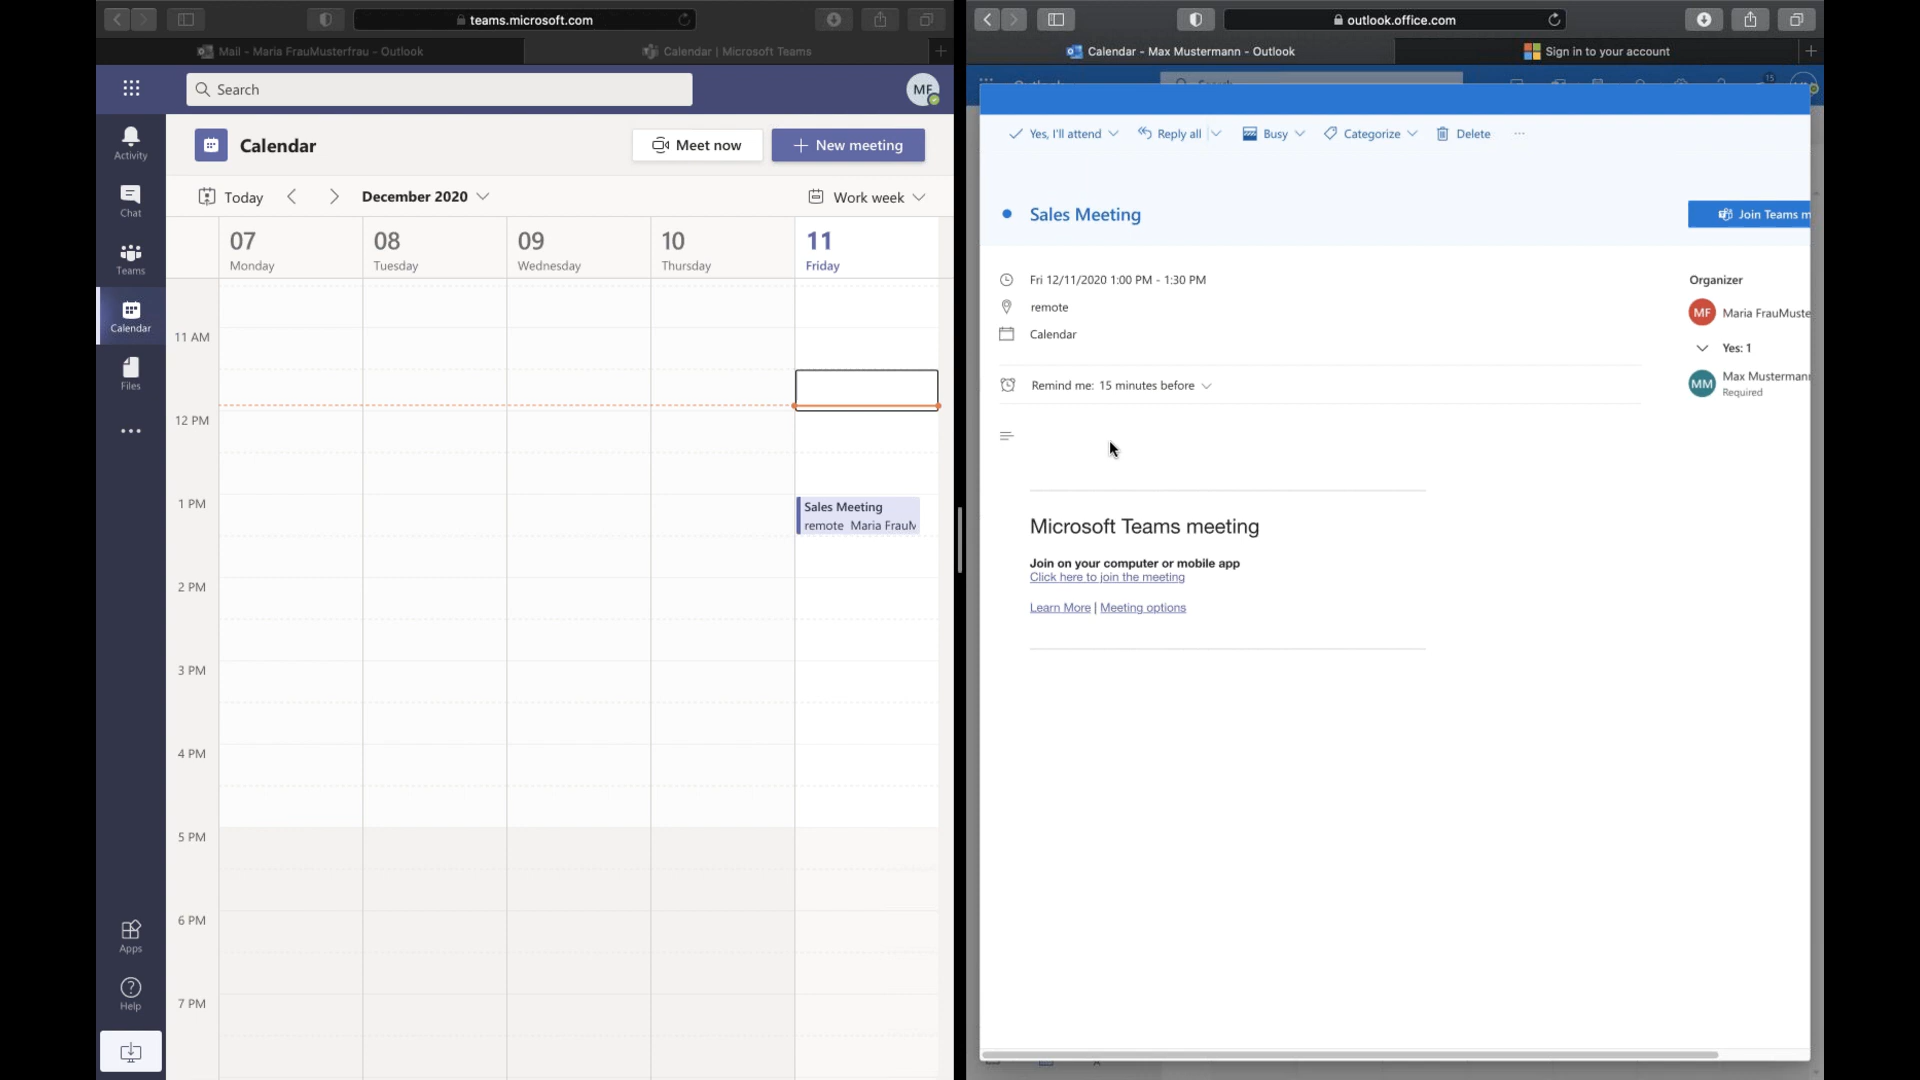 teams.microsoft.com
Mail - Maria FrauMusterfrau - Outlook
Calendar | Microsoft Teams
Search
MF
Activity
Chat
Teams
Calendar
Files
Apps
Help
Calendar
Meet now
New meeting
Today
December 2020
Work week
07
Monday
08
Tuesday
09
Wednesday
10
Thursday
11
Friday
11 AM
12 PM
1 PM
2 PM
3 PM
4 PM
5 PM
6 PM
7 PM
Sales Meeting
remote Maria FrauM
outlook.office.com
Calendar - Max Mustermann - Outlook
Sign in to your account
15
Yes, I'll attend
Reply all
Busy
Categorize
Delete
Sales Meeting
Join Teams m
Fri 12/11/2020 1:00 PM - 1:30 PM
remote
Calendar
Remind me: 15 minutes before
Organizer
MF
Maria FrauMuste
Yes: 1
MM
Max Mustermann
Required
Microsoft Teams meeting
Join on your computer or mobile app
Click here to join the meeting
Learn More | Meeting options